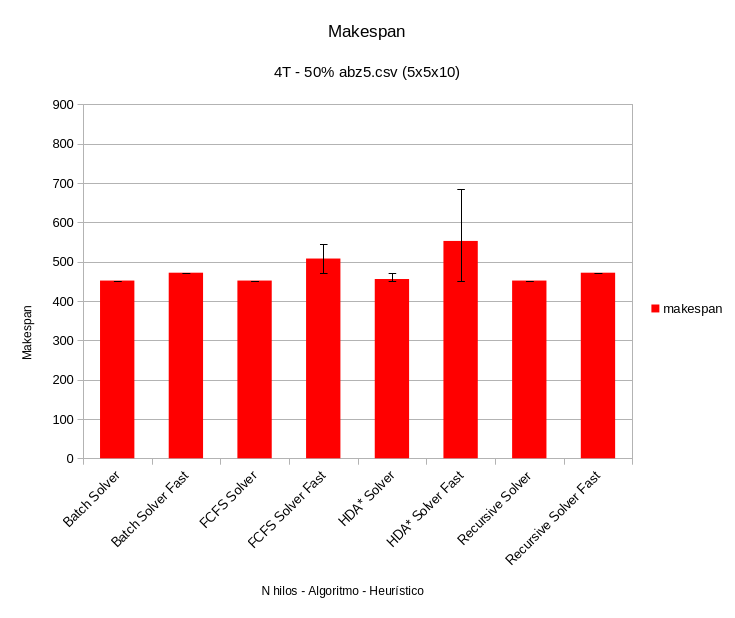 Makespan
4T - 50% abz5.csv (5x5x10)
900
800
700
600
500
400
300
200
100
0
Makespan
makespan
Batch Solver
Batch Solver Fast
FCFS Solver
FCFS Solver Fast
HDA* Solver
HDA* Solver Fast
Recursive Solver
Recursive Solver Fast
N hilos - Algoritmo - Heurístico